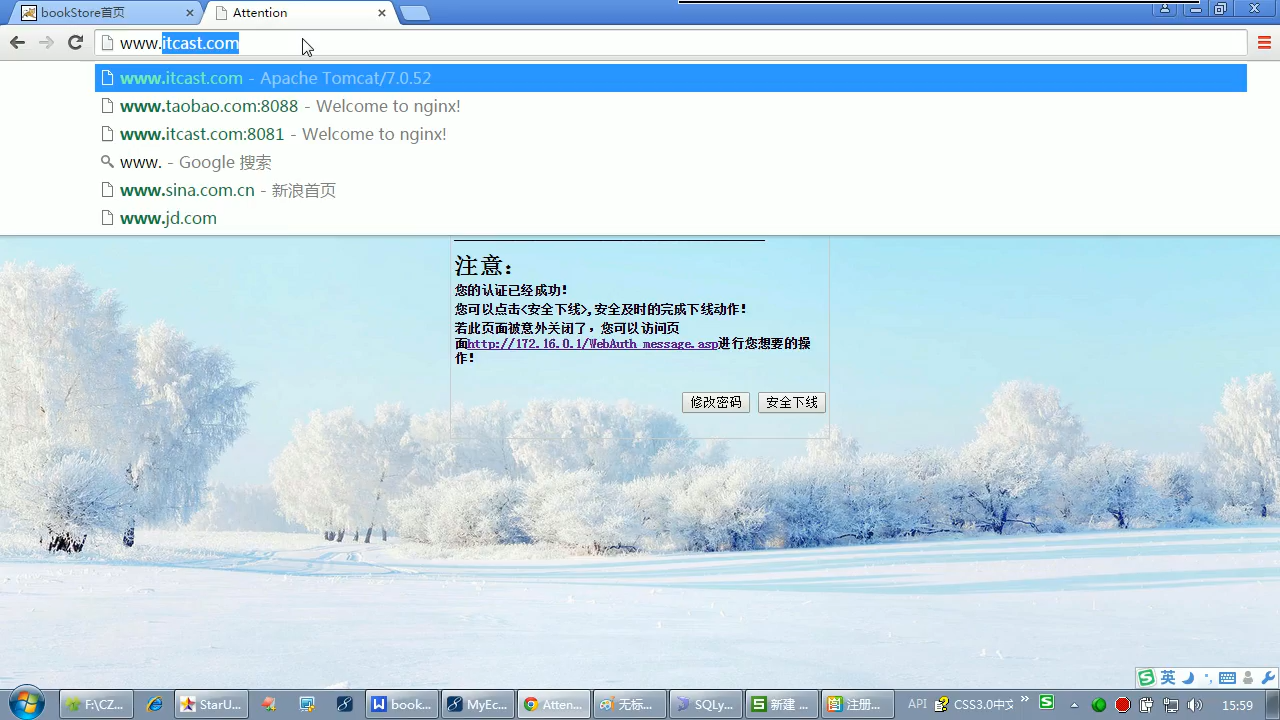 bookStore首页
Attention
www.itcast.com
www.itcast.com - Apache Tomcat/7.0.52
www.taobao.com:8088 - Welcome to nginx!
www.itcast.com:8081 - Welcome to nginx!
www. - Google 搜索
www.sina.com.cn - 新浪首页
www.jd.com
注意：
您的认证已经成功！
您可以点击<安全下线>,安全及时的完成下线动作！
若此页面被意外关闭了，您可以访问页
面http://172.16.0.1/WebAuth_message.asp进行您想要的操
作！
修改密码 安全下线
英
F:\CZ... StarU... book... MyEc... Atten... 无标... SQLy... 新建 ... 注册... API CSS3.0中文 15:59